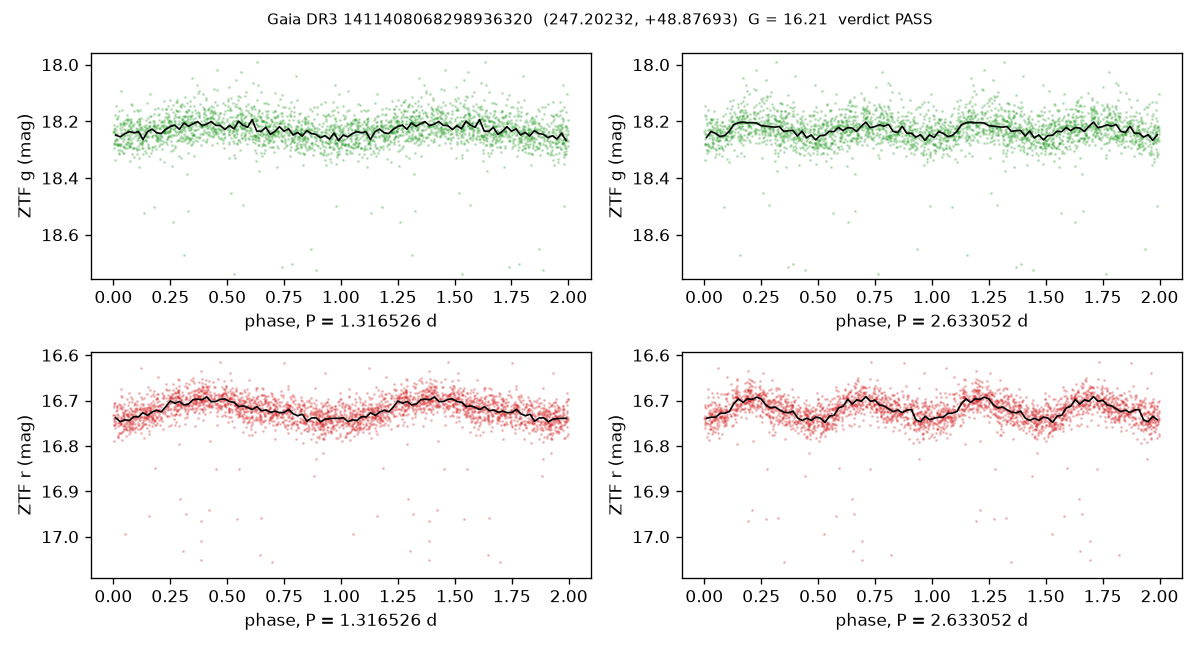 Gaia DR3 1411408068298936320  (247.20232, +48.87693)  G = 16.21  verdict PASS
ZTF g (mag)
18.0
18.2
18.4
18.6
0.00 0.25 0.50 0.75 1.00 1.25 1.50 1.75 2.00
phase, P = 1.316526 d
ZTF g (mag)
18.0
18.2
18.4
18.6
0.00 0.25 0.50 0.75 1.00 1.25 1.50 1.75 2.00
phase, P = 2.633052 d
ZTF r (mag)
16.6
16.7
16.8
16.9
17.0
0.00 0.25 0.50 0.75 1.00 1.25 1.50 1.75 2.00
phase, P = 1.316526 d
ZTF r (mag)
16.6
16.7
16.8
16.9
17.0
0.00 0.25 0.50 0.75 1.00 1.25 1.50 1.75 2.00
phase, P = 2.633052 d